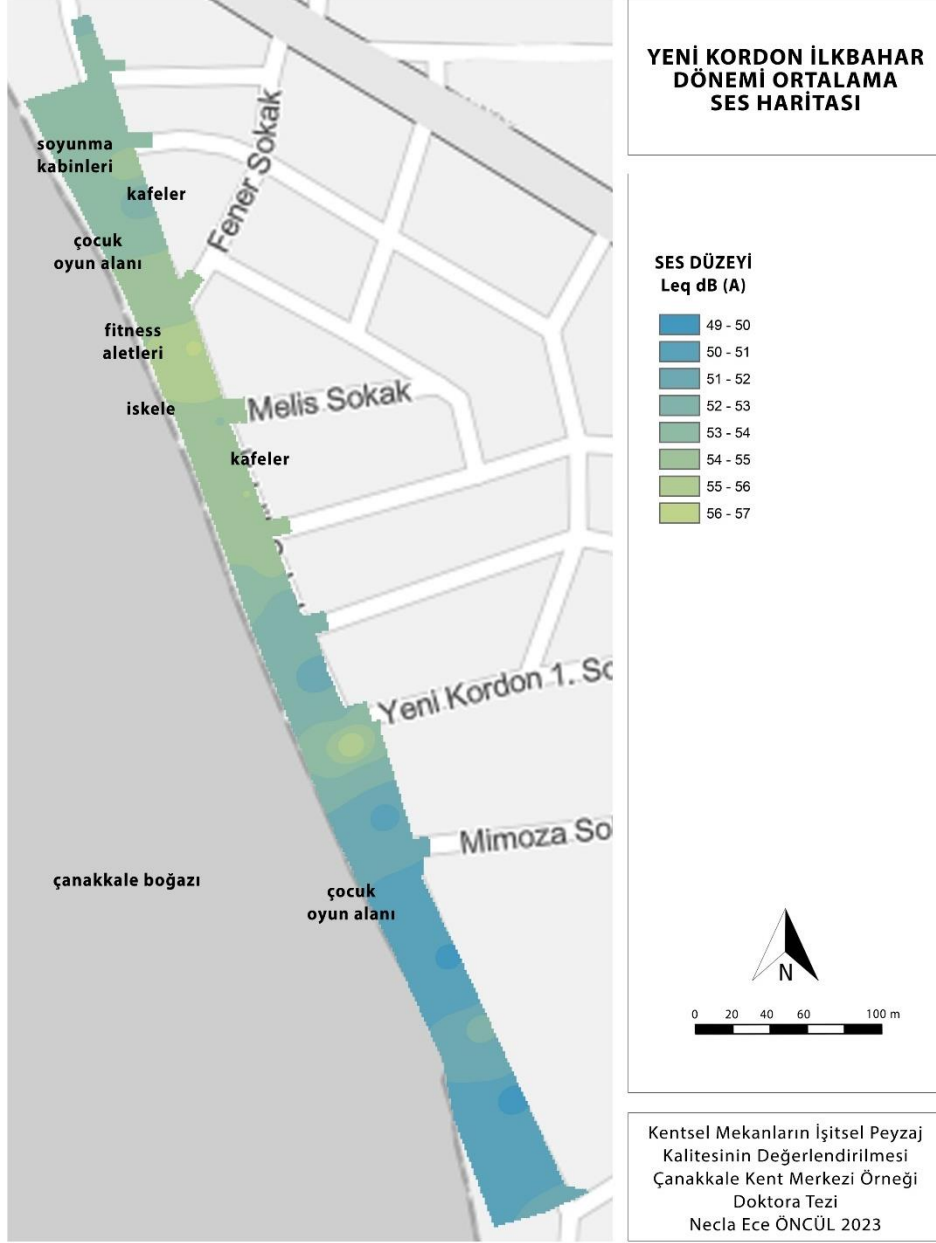 YENİ KORDON İLKBAHAR
DÖNEMİ ORTALAMA
SES HARİTASI
SES DÜZEYİ
Leq dB (A)
49 - 50
50 - 51
51 - 52
52 - 53
53 - 54
54 - 55
55 - 56
56 - 57
soyunma
kabinleri
kafeler
Fener Sokak
çocuk
oyun alanı
fitness
aletleri
iskele
Melis Sokak
kafeler
Yeni Kordon 1. So
Mimoza So
çanakkale boğazı
çocuk
oyun alanı
N
0 20 40 60 100 m
Kentsel Mekanların İşitsel Peyzaj
Kalitesinin Değerlendirilmesi
Çanakkale Kent Merkezi Örneği
Doktora Tezi
Necla Ece ÖNCÜL 2023